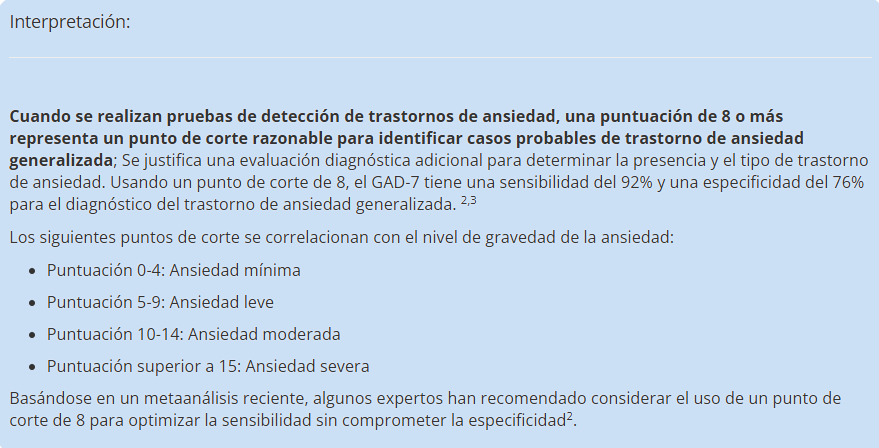 Interpretación:
Cuando se realizan pruebas de detección de trastornos de ansiedad, una puntuación de 8 o más
representa un punto de corte razonable para identificar casos probables de trastorno de ansiedad
generalizada; Se justifica una evaluación diagnóstica adicional para determinar la presencia y el tipo de trastorno
de ansiedad. Usando un punto de corte de 8, el GAD-7 tiene una sensibilidad del 92% y una especificidad del 76%
para el diagnóstico del trastorno de ansiedad generalizada. 2,3
Los siguientes puntos de corte se correlacionan con el nivel de gravedad de la ansiedad:
• Puntuación 0-4: Ansiedad mínima
• Puntuación 5-9: Ansiedad leve
• Puntuación 10-14: Ansiedad moderada
• Puntuación superior a 15: Ansiedad severa
Basándose en un metaanálisis reciente, algunos expertos han recomendado considerar el uso de un punto de
corte de 8 para optimizar la sensibilidad sin comprometer la especificidad2.